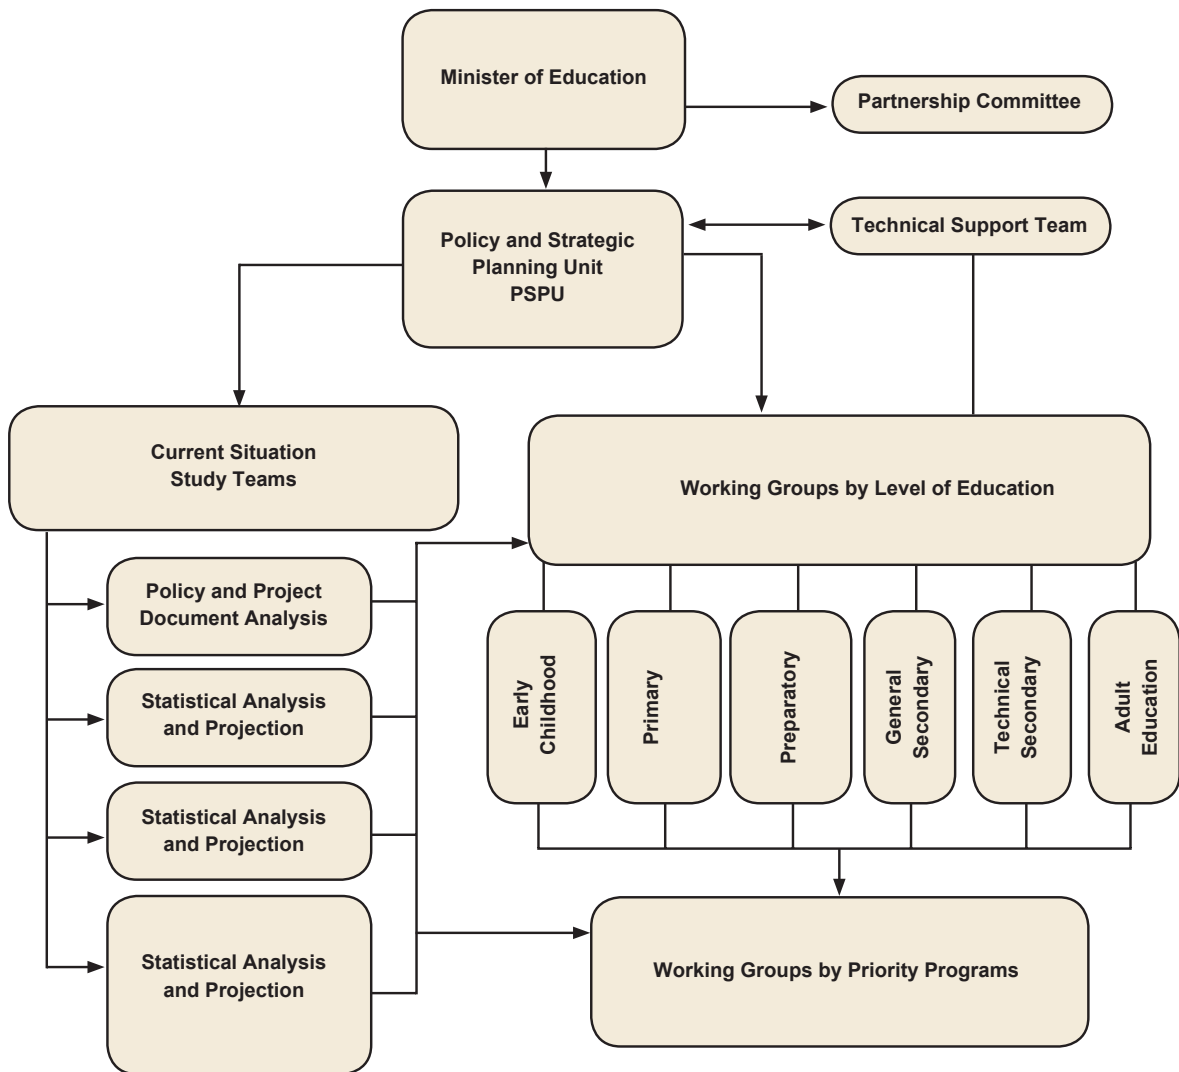 Minister of Education
Partnership Committee
Policy and Strategic
Planning Unit
PSPU
Technical Support Team
Current Situation
Study Teams
Working Groups by Level of Education
Policy and Project
Document Analysis
Statistical Analysis
and Projection
Statistical Analysis
and Projection
Statistical Analysis
and Projection
Early
Childhood
Primary
Preparatory
General
Secondary
Technical
Secondary
Adult
Education
Working Groups by Priority Programs